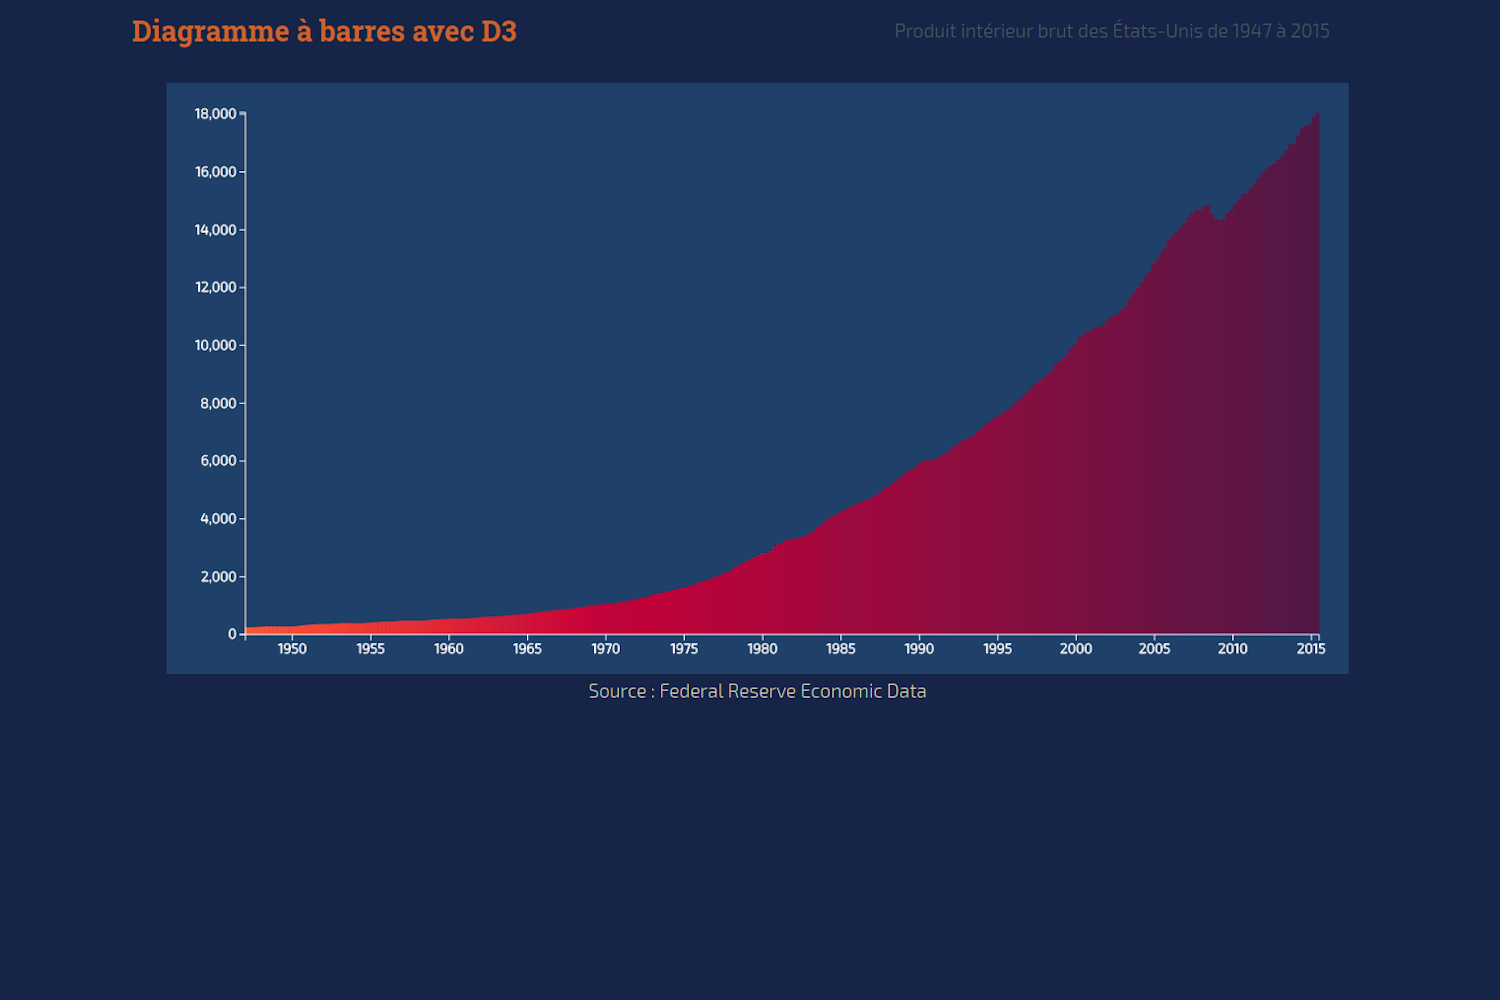 Diagramme à barres avec D3
Produit intérieur brut des États-Unis de 1947 à 2015
18,000
16,000
14,000
12,000
10,000
8,000
6,000
4,000
2,000
0
1950 1955 1960 1965 1970 1975 1980 1985 1990 1995 2000 2005 2010 2015
Source : Federal Reserve Economic Data